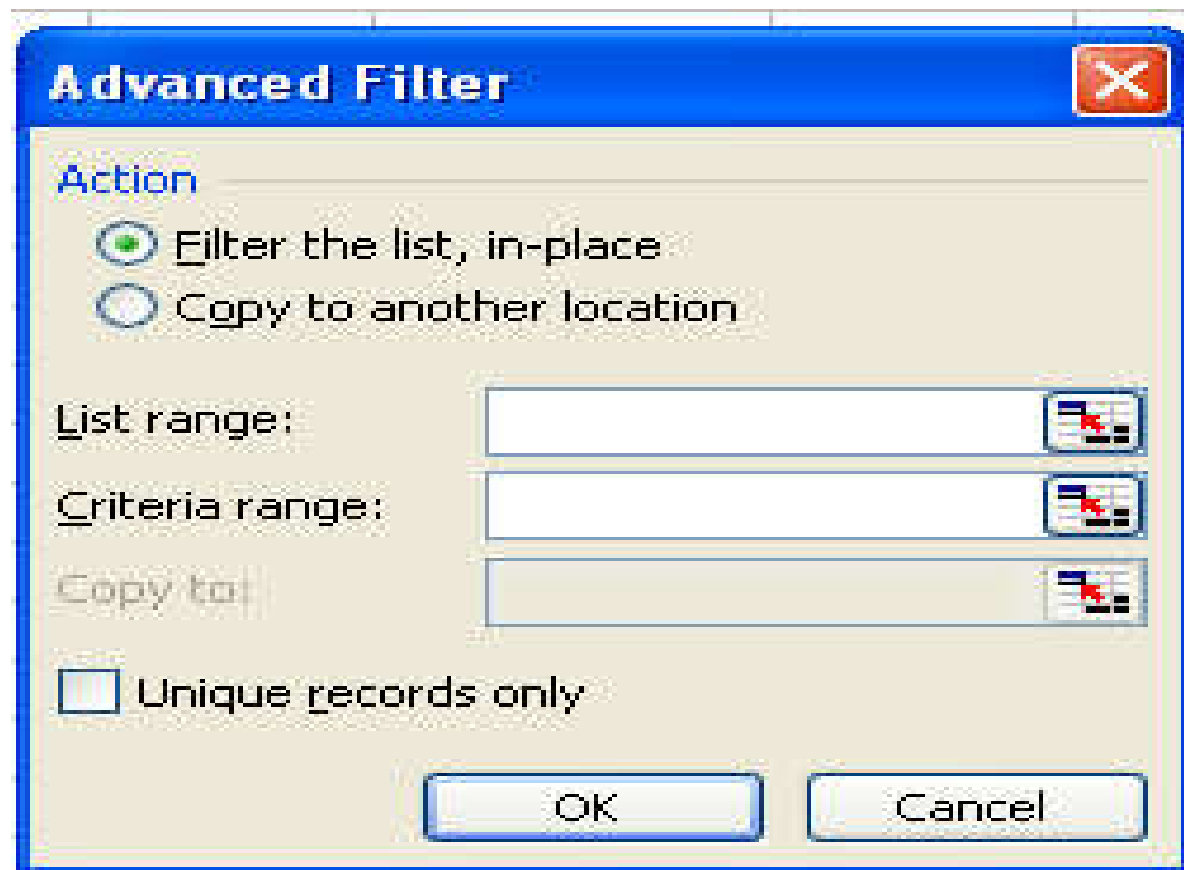 Advanced Filter
Action
Filter the list, in-place
Copy to another location
List range:
Criteria range:
Copy to:
Unique records only
OK Cancel